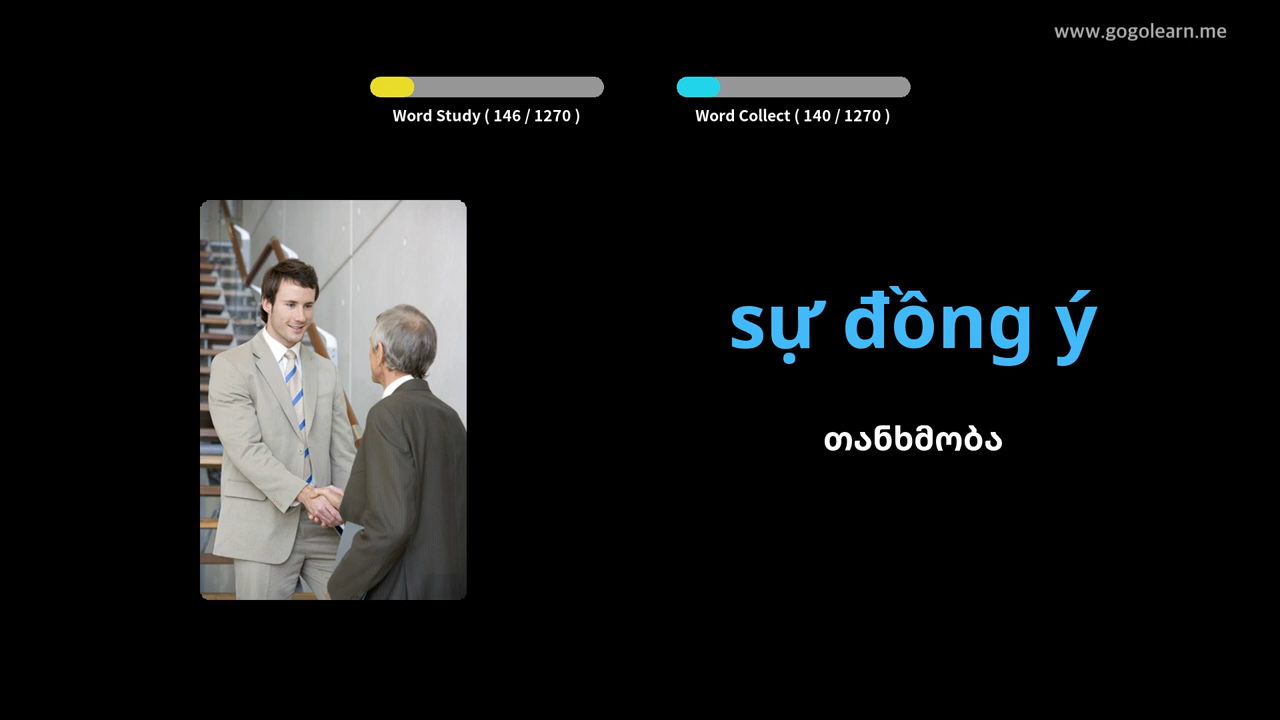 www.gogolearn.me
Word Study ( 146 / 1270 )
Word Collect ( 140 / 1270 )
sự đồng ý
თანხმობა